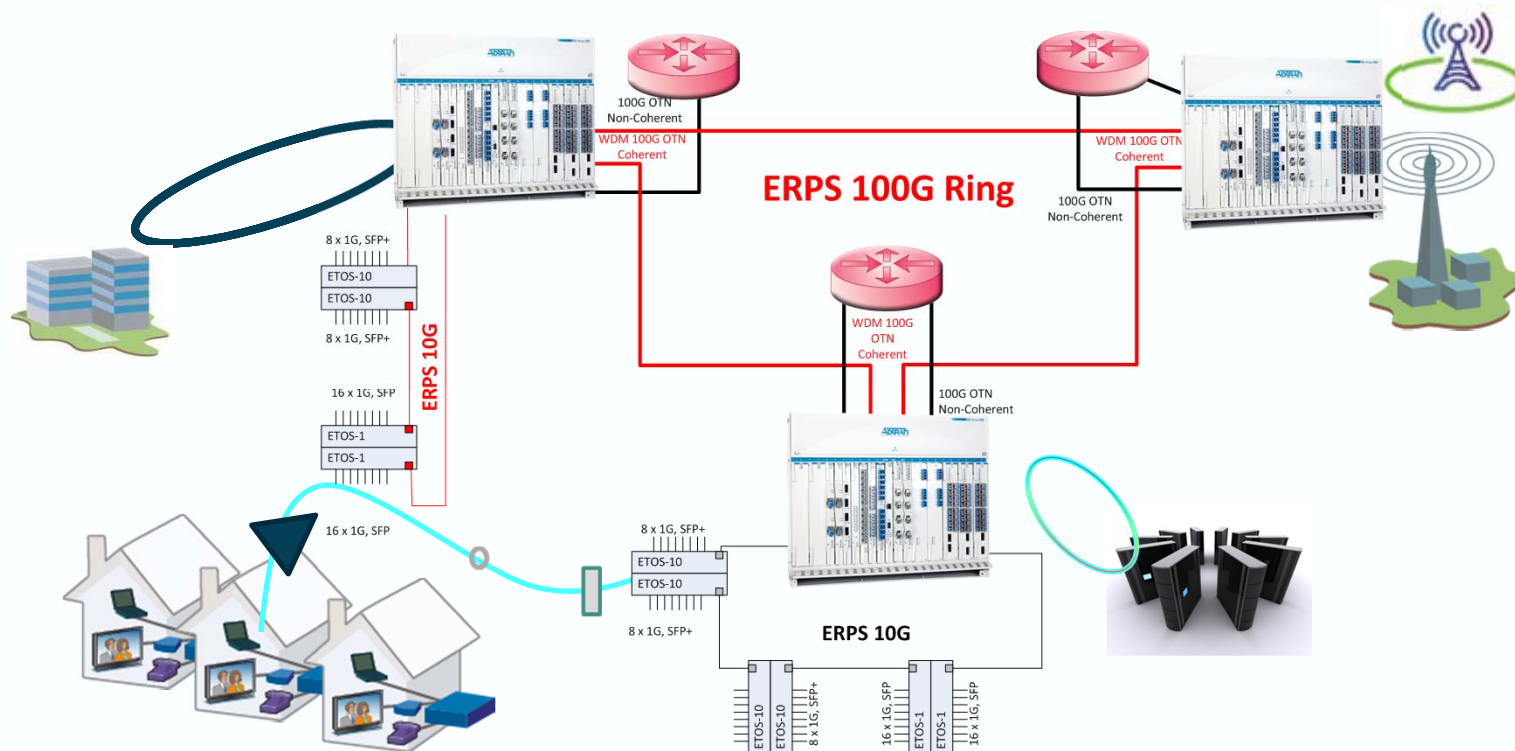 ADTRAN
ADTRAN
100G OTN
Non-Coherent
WDM 100G OTN
Coherent
WDM 100G OTN
Coherent
ERPS 100G Ring
100G OTN
Non-Coherent
8 x 1G, SFP+
ETOS-10
ETOS-10
8 x 1G, SFP+
ERPS 10G
WDM 100G
OTN
Coherent
16 x 1G, SFP
100G OTN
Non-Coherent
ETOS-1
ETOS-1
ADTRAN
16 x 1G, SFP
8 x 1G, SFP+
ETOS-10
ETOS-10
8 x 1G, SFP+
ERPS 10G
ETOS-10
ETOS-10
8 x 1G, SFP+
16 x 1G, SFP
ETOS-1
ETOS-1
16 x 1G, SFP